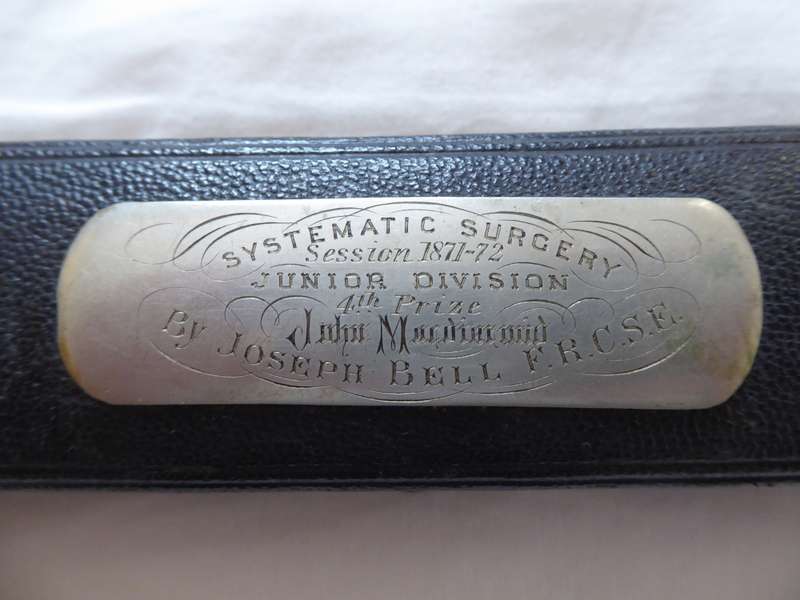 SYSTEMATIC SURGERY
Session 1871-72
JUNIOR DIVISION
4th Prize
John Macdiarmid
By JOSEPH BELL F.R.C.S.E.